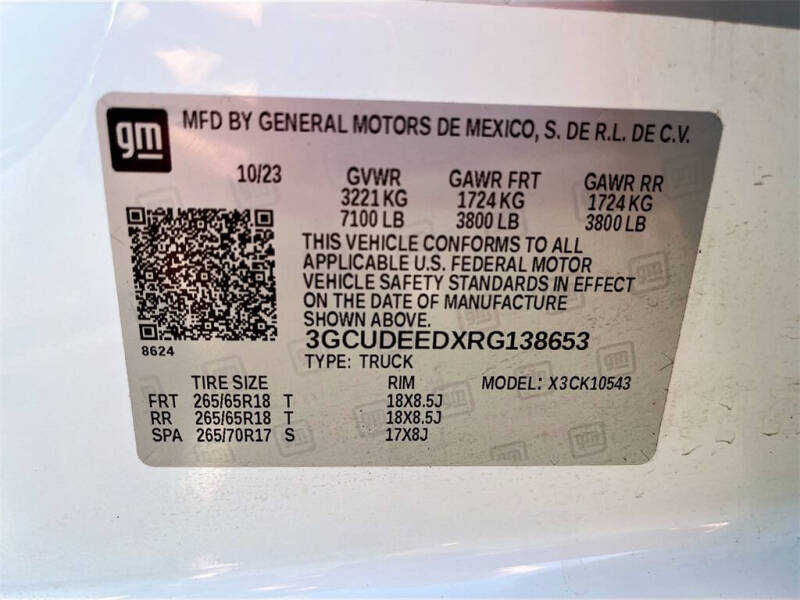 gm MFD BY GENERAL MOTORS DE MEXICO, S. DE R.L. DE C.V.
10/23 GVWR GAWR FRT GAWR RR
3221 KG 1724 KG 1724 KG
7100 LB 3800 LB 3800 LB
THIS VEHICLE CONFORMS TO ALL
APPLICABLE U.S. FEDERAL MOTOR
VEHICLE SAFETY STANDARDS IN EFFECT
ON THE DATE OF MANUFACTURE
SHOWN ABOVE.
3GCUDEEDXRG138653
8624
TYPE: TRUCK
TIRE SIZE RIM MODEL: X3CK10543
FRT 265/65R18 T 18X8.5J
RR 265/65R18 T 18X8.5J
SPA 265/70R17 S 17X8J